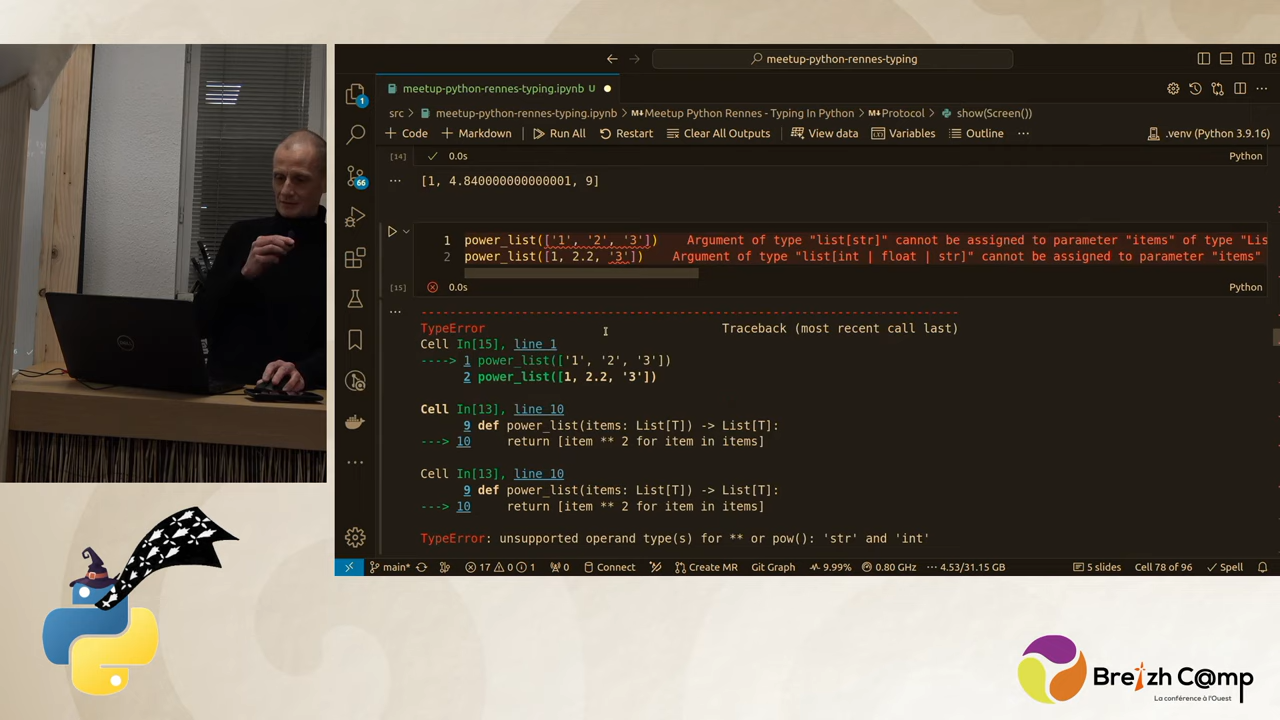 meetup-python-rennes-typing
meetup-python-rennes-typing.ipynb U
src > meetup-python-rennes-typing.ipynb > Meetup Python Rennes - Typing In Python > Protocol > show(Screen())
+ Code + Markdown Run All Restart Clear All Outputs View data Variables Outline ... .venv (Python 3.9.16)
[14] 0.0s Python
[1, 4.840000000000001, 9]
1 power_list(['1', '2', '3']) Argument of type "list[str]" cannot be assigned to parameter "items" of type "Lis
2 power_list([1, 2.2, '3']) Argument of type "list[int | float | str]" cannot be assigned to parameter "items"
[15] 0.0s Python
TypeError Traceback (most recent call last)
Cell In[15], line 1
----> 1 power_list(['1', '2', '3'])
2 power_list([1, 2.2, '3'])
Cell In[13], line 10
9 def power_list(items: List[T]) -> List[T]:
---> 10 return [item ** 2 for item in items]
Cell In[13], line 10
9 def power_list(items: List[T]) -> List[T]:
---> 10 return [item ** 2 for item in items]
TypeError: unsupported operand type(s) for ** or pow(): 'str' and 'int'
1
66
main* 17 0 1 0 Connect Create MR Git Graph 9.99% 0.80 GHz 4.53/31.15 GB 5 slides Cell 78 of 96 Spell
DELL
Breizh C@mp
La conférence à l'Ouest